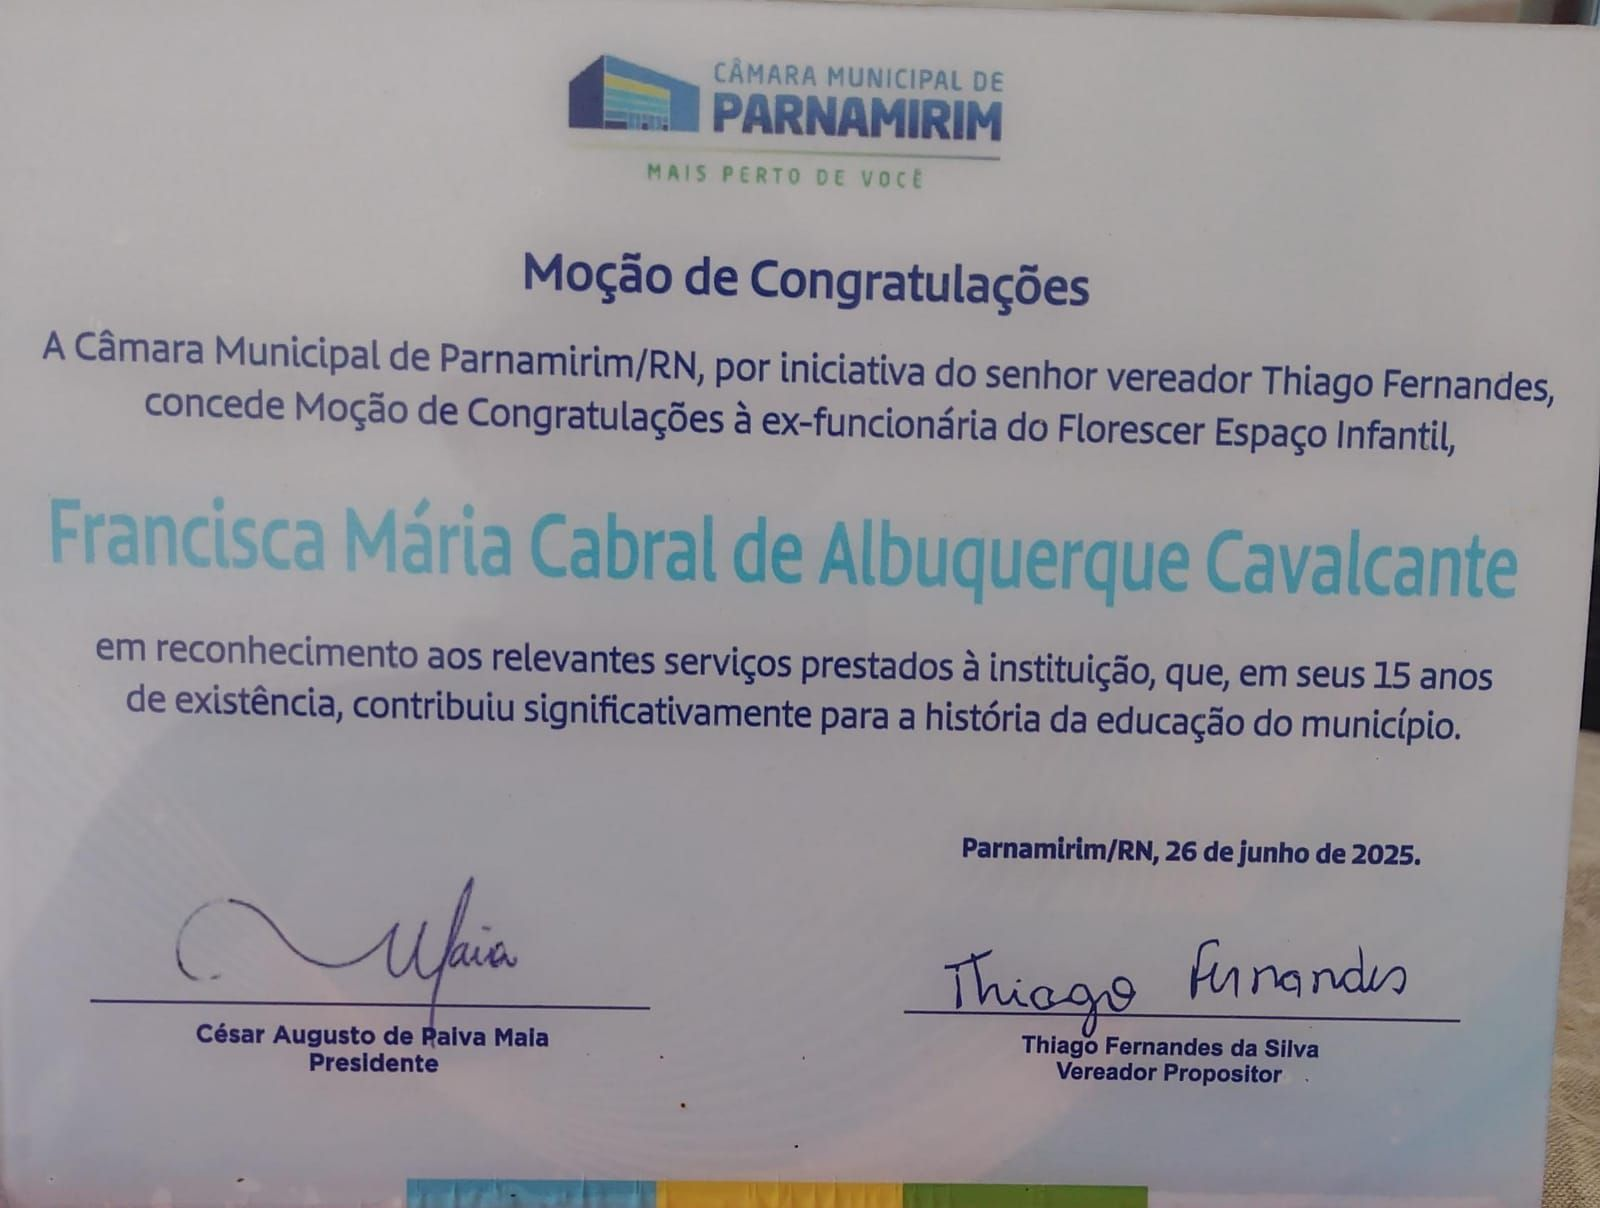 CÂMARA MUNICIPAL DE
PARNAMIRIM
MAIS PERTO DE VOCÊ
Moção de Congratulações
A Câmara Municipal de Parnamirim/RN, por iniciativa do senhor vereador Thiago Fernandes,
concede Moção de Congratulações à ex-funcionária do Florescer Espaço Infantil,
Francisca Mária Cabral de Albuquerque Cavalcante
em reconhecimento aos relevantes serviços prestados à instituição, que, em seus 15 anos
de existência, contribuiu significativamente para a história da educação do município.
Parnamirim/RN, 26 de junho de 2025.
Maia
César Augusto de Paiva Maia
Presidente
Thiago Fernandes
Thiago Fernandes da Silva
Vereador Propositor